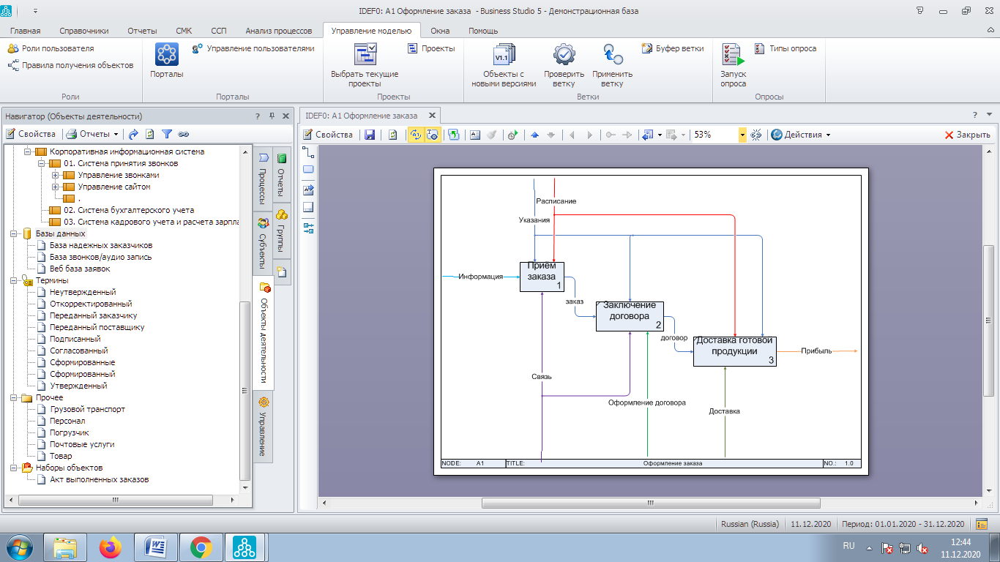 IDEF0: A1 Оформление заказа - Business Studio 5 - Демонстрационная база
Главная Справочники Отчеты СМК ССП Анализ процессов Управление моделью Окна Помощь
Роли пользователя
Правила получения объектов
Роли
Порталы
Управление пользователями
Порталы
Выбрать текущие
проекты
Проекты
Проекты
V1.1
Объекты с
новыми версиями
Проверить
ветку
Применить
ветку
Буфер ветки
Ветки
Запуск
опроса
Типы опроса
Опросы
Навигатор (Объекты деятельности)
Свойства Отчеты
Корпоративная информационная система
01. Система принятия звонков
Управление звонками
Управление сайтом
.
02. Система бухгалтерского учета
03. Система кадрового учета и расчета зарпла
Базы данных
База надежных заказчиков
База звонков/аудио запись
Веб база заявок
Термины
Неутвержденный
Откорректированный
Переданный заказчику
Переданный поставщику
Подписанный
Согласованный
Сформированные
Сформированный
Утвержденный
Прочее
Грузовой транспорт
Персонал
Погрузчик
Почтовые услуги
Товар
Наборы объектов
Акт выполненных заказов
Процессы
Субъекты
Объекты деятельности
Управление
Отчеты
Группы
IDEF0: A1 Оформление заказа
Свойства 53% Действия Закрыть
Расписание
Указания
Информация
Приём
заказа
1
заказ
Заключение
договора
2
договор
Доставка готовой
продукции
3
Прибыль
Связь
Оформление договора
Доставка
NODE: A1 TITLE: Оформление заказа NO.: 1.0
Russian (Russia) 11.12.2020 Период: 01.01.2020 - 31.12.2020
RU
12:44
11.12.2020